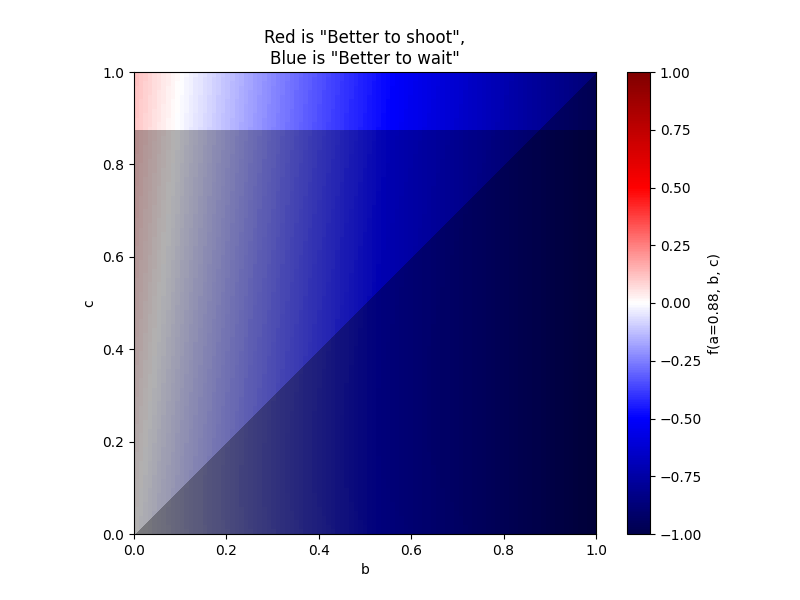 Red is "Better to shoot",
Blue is "Better to wait"
1.0
0.8
0.6
0.4
0.2
0.0
c
0.0 0.2 0.4 0.6 0.8 1.0
b
1.00
0.75
0.50
0.25
0.00
−0.25
−0.50
−0.75
−1.00
f(a=0.88, b, c)